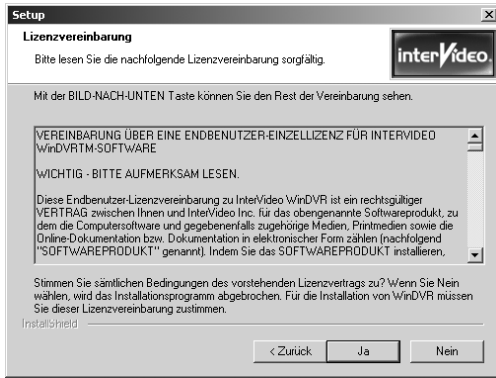 Setup
Lizenzvereinbarung
Bitte lesen Sie die nachfolgende Lizenzvereinbarung sorgfältig.
interVideo.
Mit der BILD-NACH-UNTEN Taste können Sie den Rest der Vereinbarung sehen.
VEREINBARUNG ÜBER EINE ENDBENUTZER-EINZELLIZENZ FÜR INTERVIDEO
WinDVRTM-SOFTWARE
WICHTIG - BITTE AUFMERKSAM LESEN.
Diese Endbenutzer-Lizenzvereinbarung zu InterVideo WinDVR ist ein rechtsgültiger
VERTRAG zwischen Ihnen und InterVideo Inc. für das obengenannte Softwareprodukt, zu
dem die Computersoftware und gegebenenfalls zugehörige Medien, Printmedien sowie die
Online-Dokumentation bzw. Dokumentation in elektronischer Form zählen (nachfolgend
"SOFTWAREPRODUKT" genannt). Indem Sie das SOFTWAREPRODUKT installieren,
Stimmen Sie sämtlichen Bedingungen des vorstehenden Lizenzvertrags zu? Wenn Sie Nein
wählen, wird das Installationsprogramm abgebrochen. Für die Installation von WinDVR müssen
Sie dieser Lizenzvereinbarung zustimmen.
InstallShield
< Zurück Ja Nein